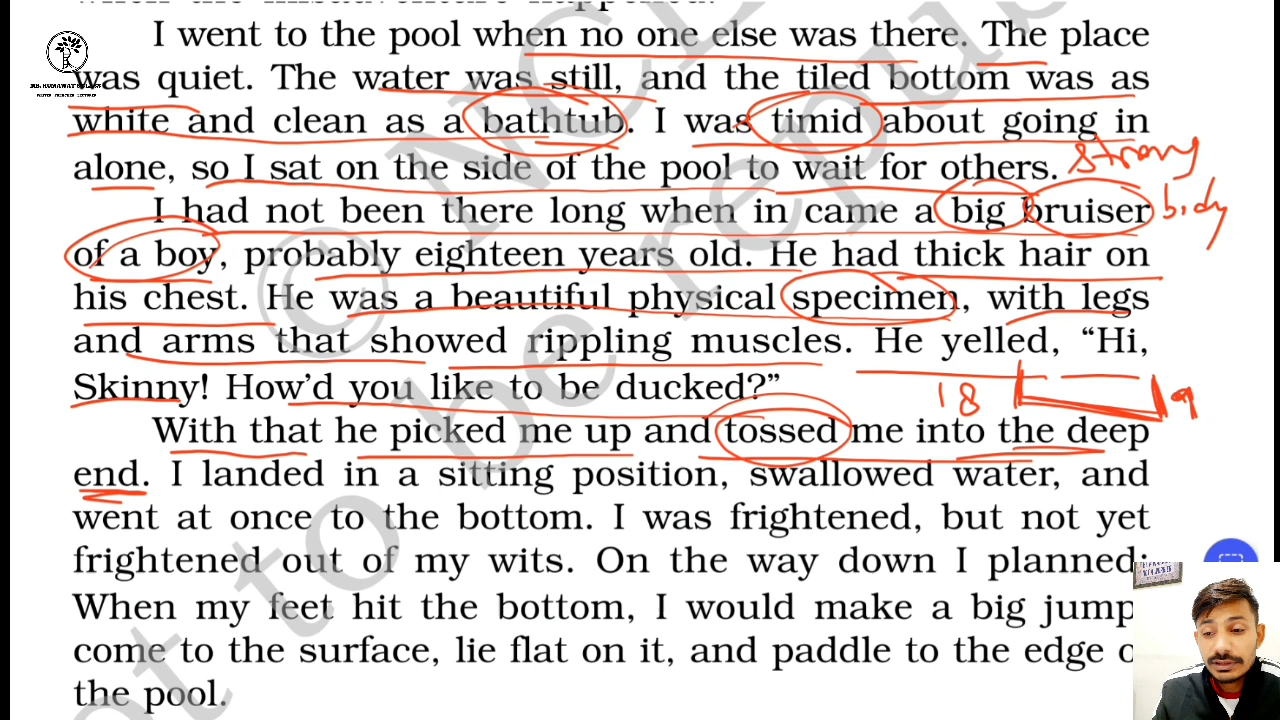 I went to the pool when no one else was there. The place
was quiet. The water was still, and the tiled bottom was as
white and clean as a bathtub. I was timid about going in
alone, so I sat on the side of the pool to wait for others.
strong
I had not been there long when in came a big bruiser
body
of a boy, probably eighteen years old. He had thick hair on
his chest. He was a beautiful physical specimen, with legs
and arms that showed rippling muscles. He yelled, “Hi,
Skinny! How’d you like to be ducked?”
18 9
With that he picked me up and tossed me into the deep
end. I landed in a sitting position, swallowed water, and
went at once to the bottom. I was frightened, but not yet
frightened out of my wits. On the way down I planned:
When my feet hit the bottom, I would make a big jump
come to the surface, lie flat on it, and paddle to the edge
the pool.
not to be